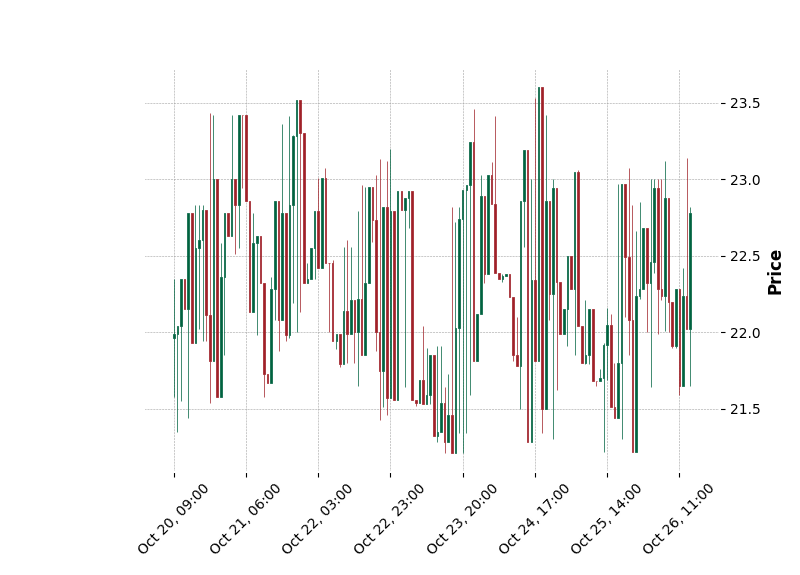 23.5
23.0
22.5
22.0
21.5
Price
Oct 20, 09:00
Oct 21, 06:00
Oct 22, 03:00
Oct 22, 23:00
Oct 23, 20:00
Oct 24, 17:00
Oct 25, 14:00
Oct 26, 11:00